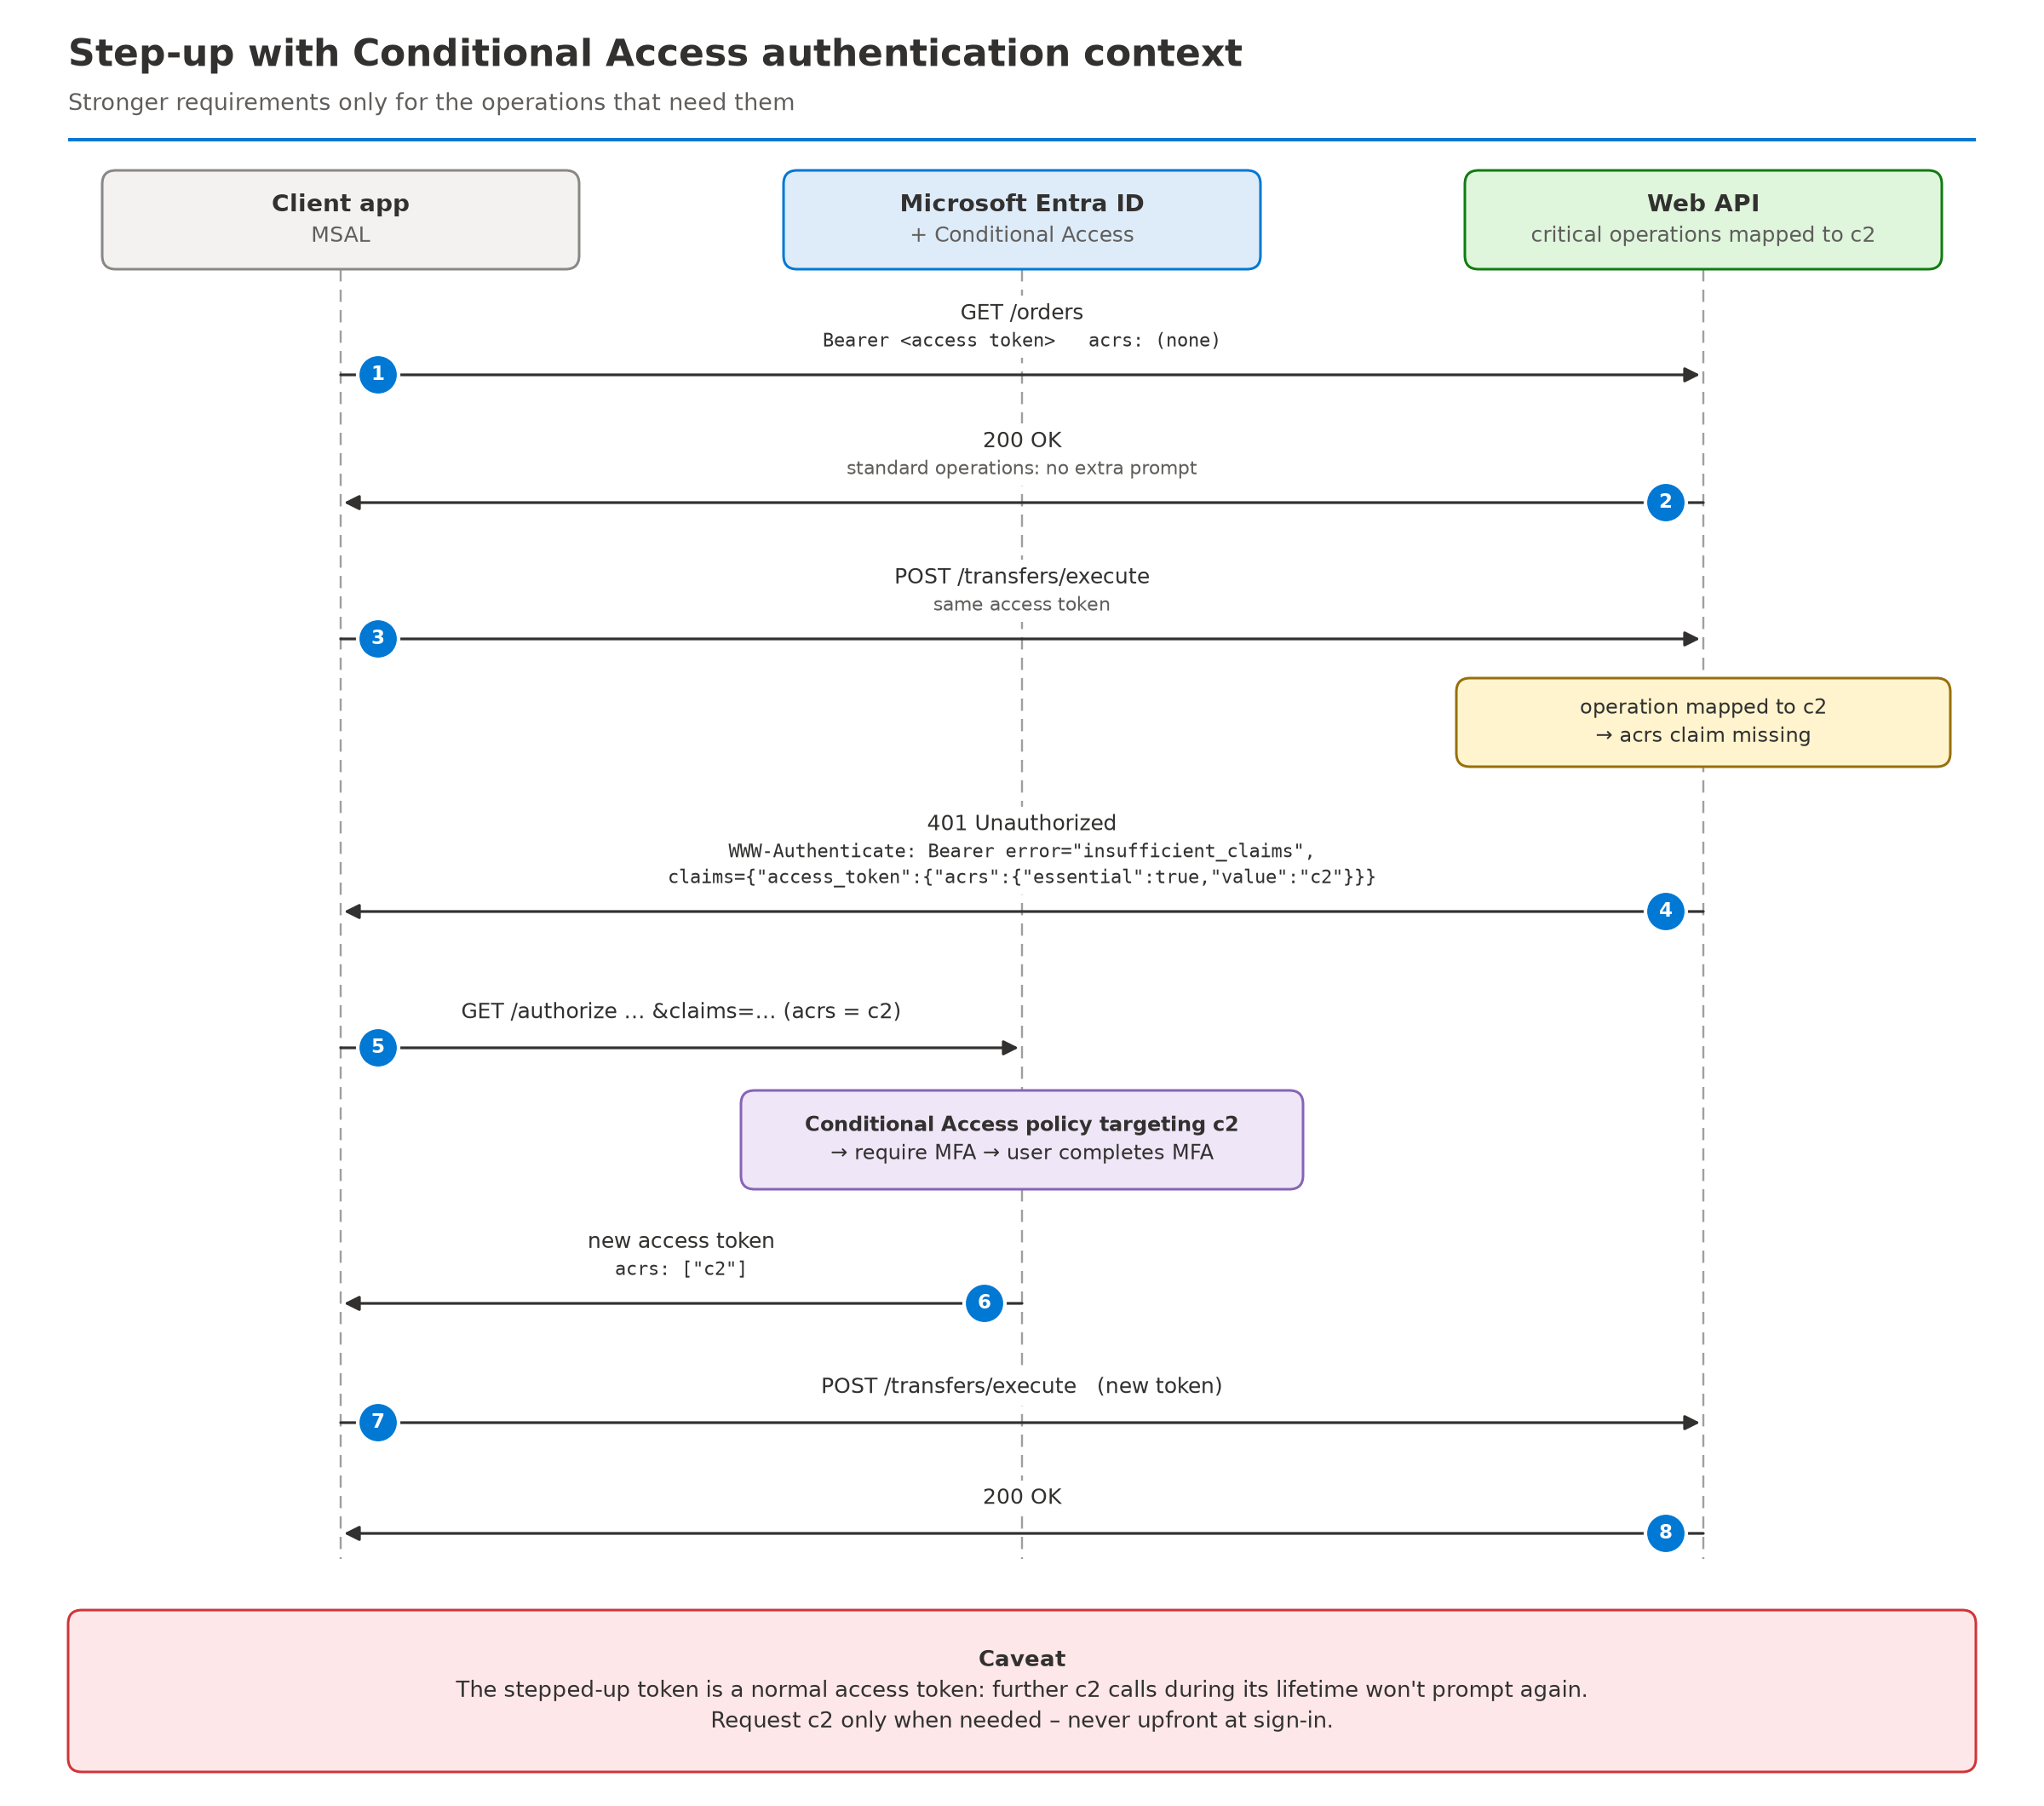 Step-up with Conditional Access authentication context
Stronger requirements only for the operations that need them
Client app
MSAL
Microsoft Entra ID
+ Conditional Access
Web API
critical operations mapped to c2
GET /orders
Bearer <access token>   acrs: (none)
1
200 OK
standard operations: no extra prompt
2
POST /transfers/execute
same access token
3
operation mapped to c2
→ acrs claim missing
401 Unauthorized
WWW-Authenticate: Bearer error="insufficient_claims",
claims={"access_token":{"acrs":{"essential":true,"value":"c2"}}}
4
GET /authorize … &claims=… (acrs = c2)
5
Conditional Access policy targeting c2
→ require MFA → user completes MFA
new access token
acrs: ["c2"]
6
POST /transfers/execute   (new token)
7
200 OK
8
Caveat
The stepped-up token is a normal access token: further c2 calls during its lifetime won't prompt again.
Request c2 only when needed – never upfront at sign-in.